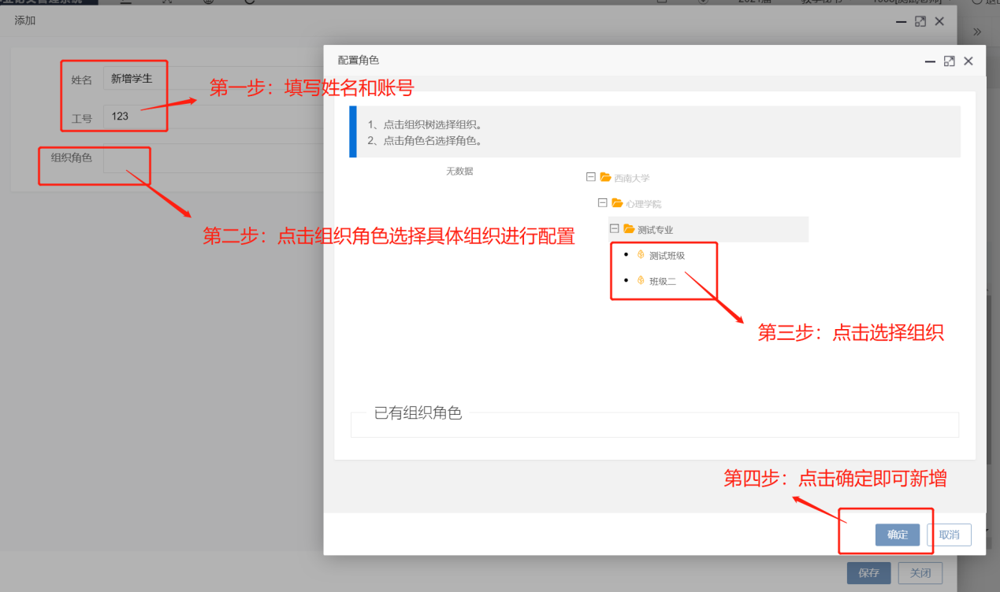 2021届
添加
配置角色
姓名
新增学生
第一步：填写姓名和账号
工号
123
1、点击组织树选择组织。
2、点击角色名选择角色。
组织角色
无数据
西南大学
心理学院
测试专业
第二步：点击组织角色选择具体组织进行配置
测试班级
班级二
第三步：点击选择组织
已有组织角色
第四步：点击确定即可新增
确定
取消
保存
关闭